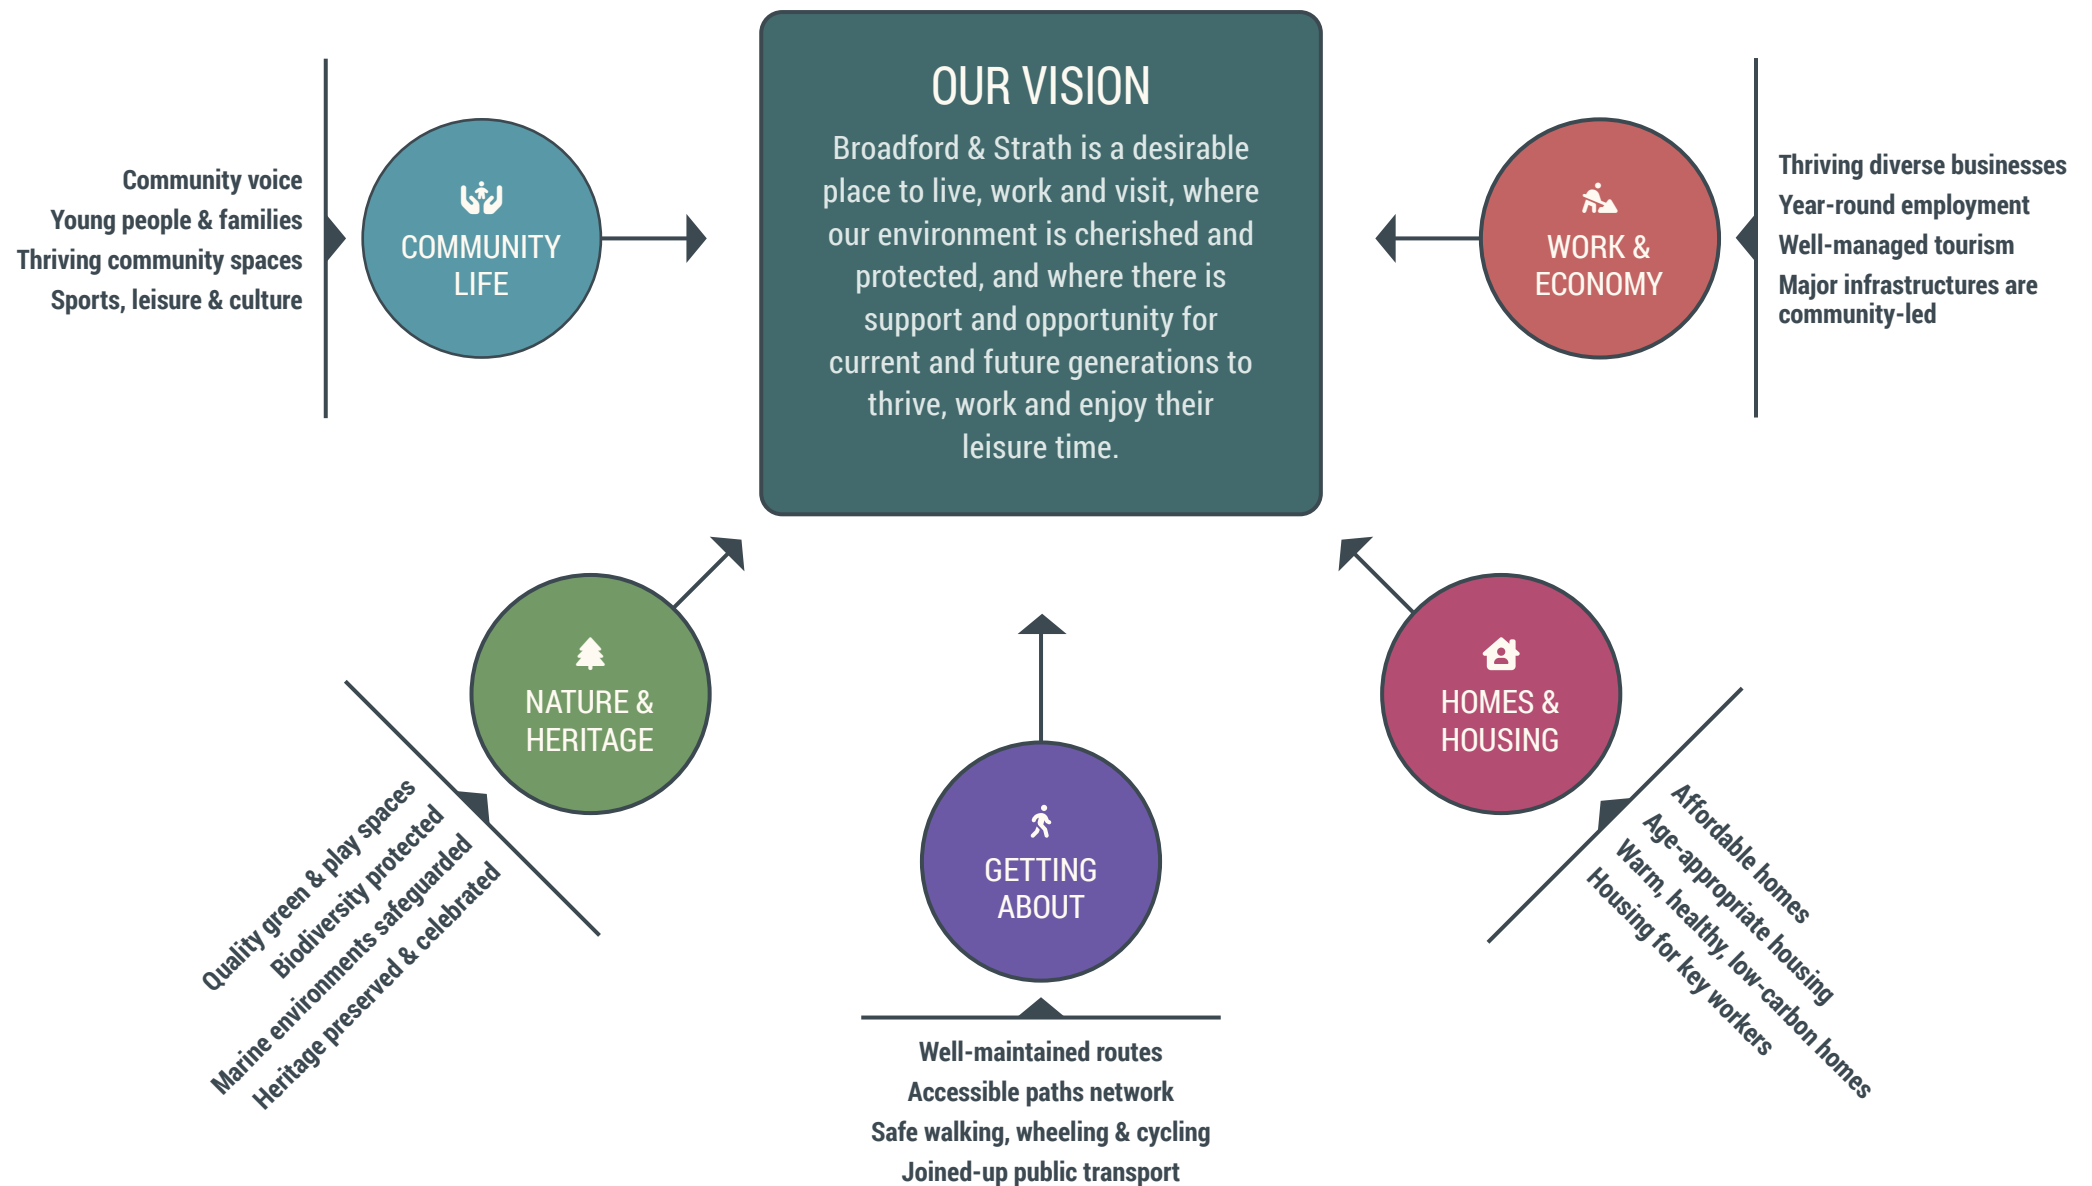 OUR VISION
Broadford & Strath is a desirable
place to live, work and visit, where
our environment is cherished and
protected, and where there is
support and opportunity for
current and future generations to
thrive, work and enjoy their
leisure time.
Community voice
Young people & families
Thriving community spaces
Sports, leisure & culture
COMMUNITY
LIFE
WORK &
ECONOMY
Thriving diverse businesses
Year-round employment
Well-managed tourism
Major infrastructures are
community-led
NATURE &
HERITAGE
Quality green & play spaces
Biodiversity protected
Marine environments safeguarded
Heritage preserved & celebrated
GETTING
ABOUT
Well-maintained routes
Accessible paths network
Safe walking, wheeling & cycling
Joined-up public transport
HOMES &
HOUSING
Affordable homes
Age-appropriate housing
Warm, healthy, low-carbon homes
Housing for key workers